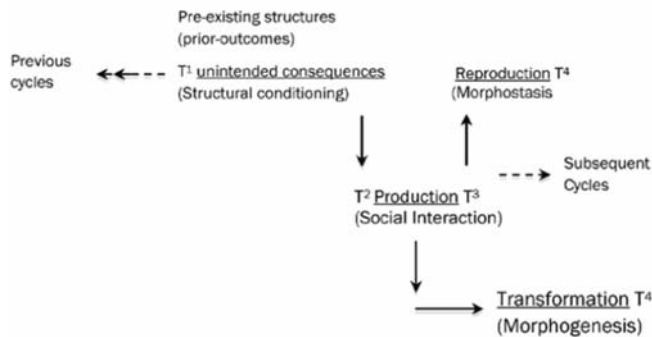 Pre-existing structures
(prior-outcomes)
Previous
cycles
T¹ unintended consequences
(Structural conditioning)
Reproduction T⁴
(Morphostasis
Subsequent
Cycles
T² Production T³
(Social Interaction)
Transformation T⁴
(Morphogenesis)